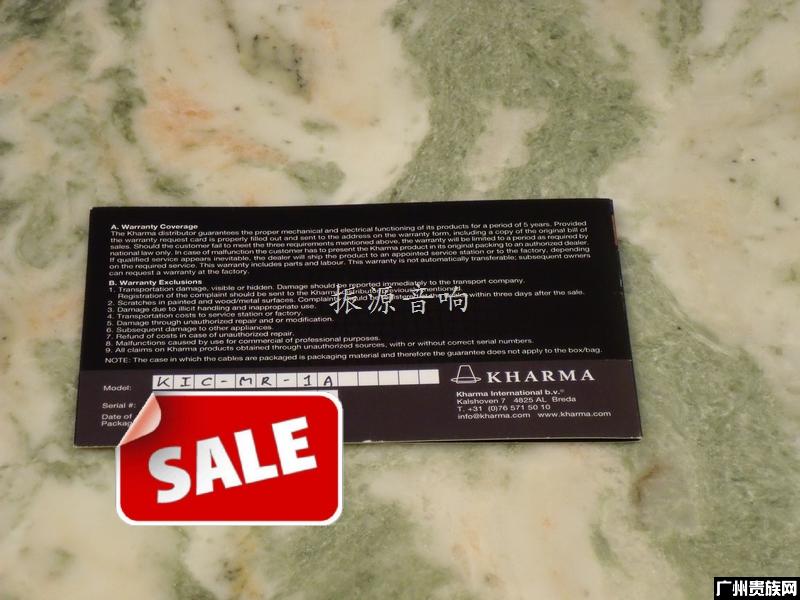 A. Warranty Coverage
The Kharma distributor guarantees the proper mechanical and electrical functioning of its products for a period of 5 years. Provided
the warranty request card is properly filled out and sent to the address on the warranty form, including a copy of the original bill of
sales. Should the customer fail to meet the three requirements mentioned above, the warranty will be limited to a period as required by
national law only. In case of malfunction the customer has to present the Kharma product in its original packing to an authorized dealer.
If qualified service appears inevitable, the dealer will ship the product to an appointed service station or to the factory, depending
on the required service. This warranty includes parts and labour. This warranty is not automatically transferable; subsequent owners
can request a warranty at the factory.
B. Warranty Exclusions
1. Transportation damage, visible or hidden. Damage should be reported immediately to the transport company.
Registration of the complaint should be sent to the Kharma distributor previously mentioned.
2. Scratches in painted and wood/metal surfaces. Complaints should be within three days after the sale.
3. Damage due to illicit handling and inappropriate use.
4. Transportation costs to service station or factory.
5. Damage through unauthorized repair or modification.
6. Subsequent damage to other appliances.
7. Refund of costs in case of unauthorized repair.
8. Malfunctions caused by use for commercial of professional purposes.
9. All claims on Kharma products obtained through unauthorized sources, with or without correct serial numbers.
NOTE: The case in which the cables are packaged is packaging material and therefore the guarantee does not apply to the box/bag.
振源音响
Model: KIC-MR-1A
Serial #:
Date of
Packag
KHARMA
Kharma International b.v.®
Kalshoven 7 4825 AL Breda
T. +31 (0)76 571 50 10
info@kharma.com www.kharma.com
SALE
广州贵族网